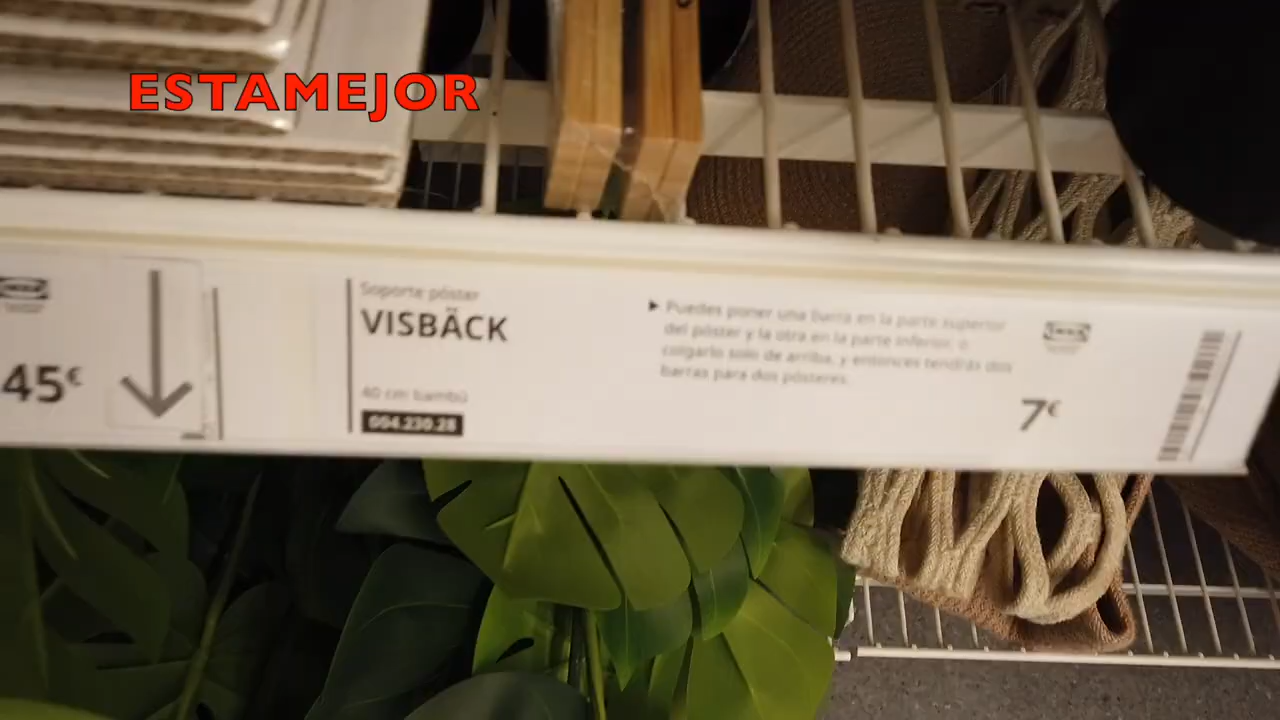 ESTAMEJOR
45€
Soporte póster
VISBÄCK
40 cm bambú
004.230.28
▶ Puedes poner una barra en la parte superior
del póster y la otra en la parte inferior, o
colgarlo solo de arriba, y entonces tendrás dos
barras para dos pósteres.
IKEA
7€